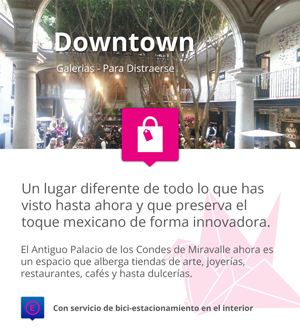 Downtown
Galerías - Para Distraerse
Un lugar diferente de todo lo que has
visto hasta ahora y que preserva el
toque mexicano de forma innovadora.
El Antiguo Palacio de los Condes de Miravalle ahora es
un espacio que alberga tiendas de arte, joyerías,
restaurantes, cafés y hasta dulcerías.
Con servicio de bici-estacionamiento en el interior